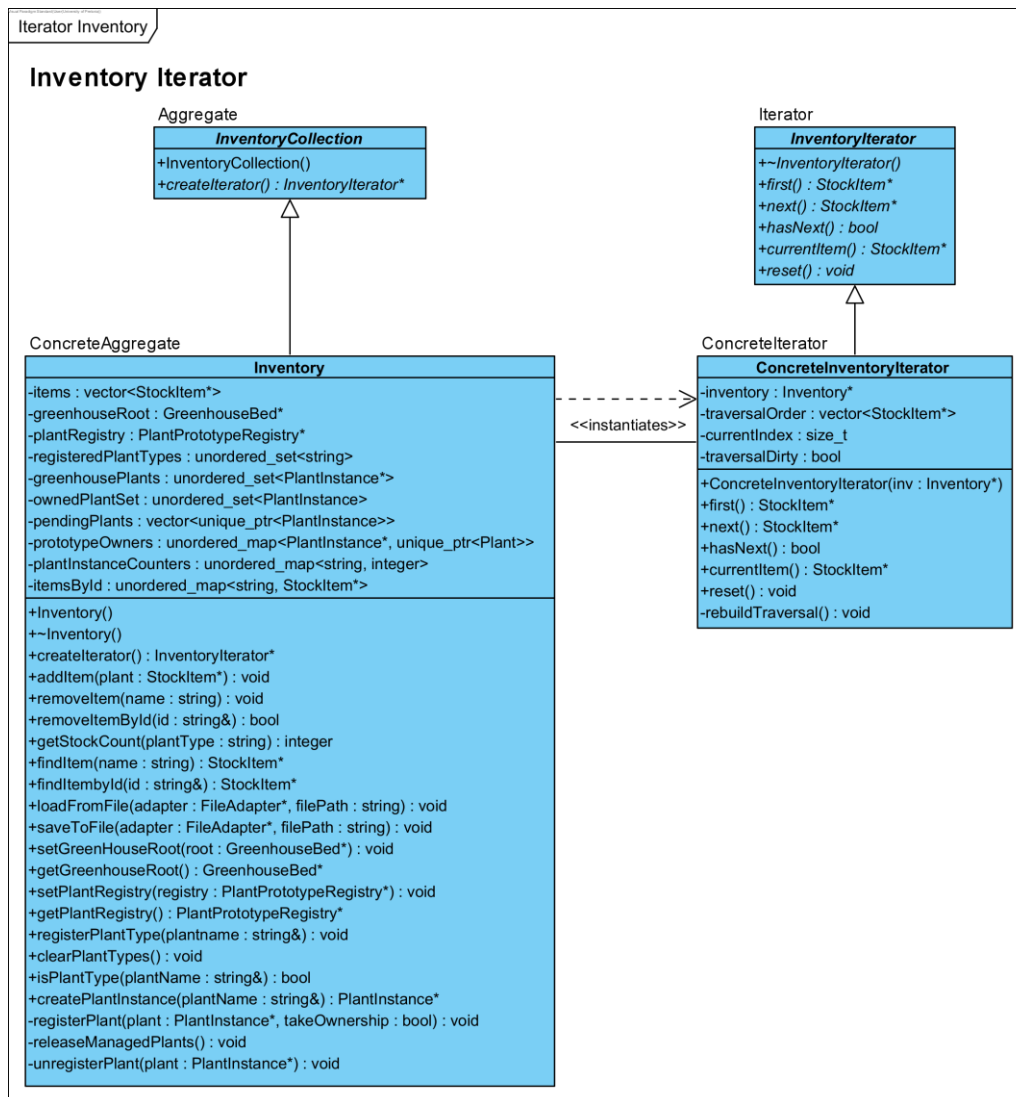 Iterator Inventory
Inventory Iterator
Aggregate
InventoryCollection
+InventoryCollection()
+createIterator() : InventoryIterator*
Iterator
InventoryIterator
+~InventoryIterator()
+first() : StockItem*
+next() : StockItem*
+hasNext() : bool
+currentItem() : StockItem*
+reset() : void
ConcreteAggregate
Inventory
-items : vector<StockItem*>
-greenhouseRoot : GreenhouseBed*
-plantRegistry : PlantPrototypeRegistry*
-registeredPlantTypes : unordered_set<string>
-greenhousePlants : unordered_set<PlantInstance*>
-ownedPlantSet : unordered_set<PlantInstance>
-pendingPlants : vector<unique_ptr<PlantInstance>>
-prototypeOwners : unordered_map<PlantInstance*, unique_ptr<Plant>>
-plantInstanceCounters : unordered_map<string, integer>
-itemsById : unordered_map<string, StockItem*>
+Inventory()
+~Inventory()
+createIterator() : InventoryIterator*
+addItem(plant : StockItem*) : void
+removeItem(name : string) : void
+removeItemById(id : string&) : bool
+getStockCount(plantType : string) : integer
+findItem(name : string) : StockItem*
+findItembyId(id : string&) : StockItem*
+loadFromFile(adapter : FileAdapter*, filePath : string) : void
+saveToFile(adapter : FileAdapter*, filePath : string) : void
+setGreenHouseRoot(root : GreenhouseBed*) : void
+getGreenhouseRoot() : GreenhouseBed*
+setPlantRegistry(registry : PlantPrototypeRegistry*) : void
+getPlantRegistry() : PlantPrototypeRegistry*
+registerPlantType(plantname : string&) : void
+clearPlantTypes() : void
+isPlantType(plantName : string&) : bool
+createPlantInstance(plantName : string&) : PlantInstance*
-registerPlant(plant : PlantInstance*, takeOwnership : bool) : void
-releaseManagedPlants() : void
-unregisterPlant(plant : PlantInstance*) : void
<<instantiates>>
ConcreteIterator
ConcreteInventoryIterator
-inventory : Inventory*
-traversalOrder : vector<StockItem*>
-currentIndex : size_t
-traversalDirty : bool
+ConcreteInventoryIterator(inv : Inventory*)
+first() : StockItem*
+next() : StockItem*
+hasNext() : bool
+currentItem() : StockItem*
+reset() : void
-rebuildTraversal() : void